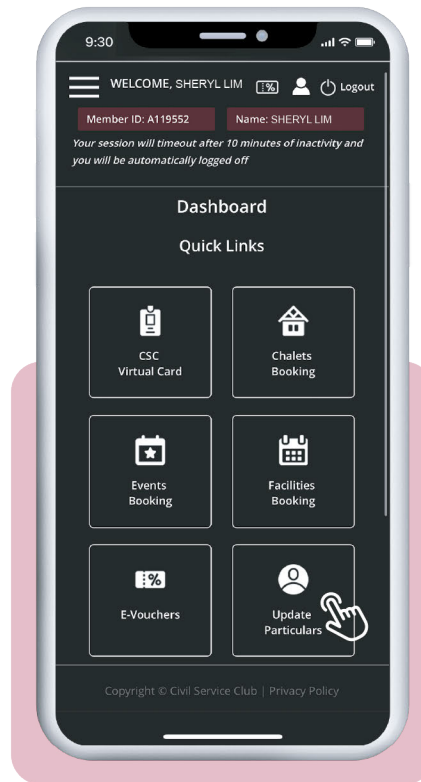 9:30
WELCOME, SHERYL LIM % Logout
Member ID: A119552 Name: SHERYL LIM
Your session will timeout after 10 minutes of inactivity and
you will be automatically logged off
Dashboard
Quick Links
CSC
Virtual Card
Chalets
Booking
Events
Booking
Facilities
Booking
%
E-Vouchers
Update
Particulars
Copyright © Civil Service Club | Privacy Policy